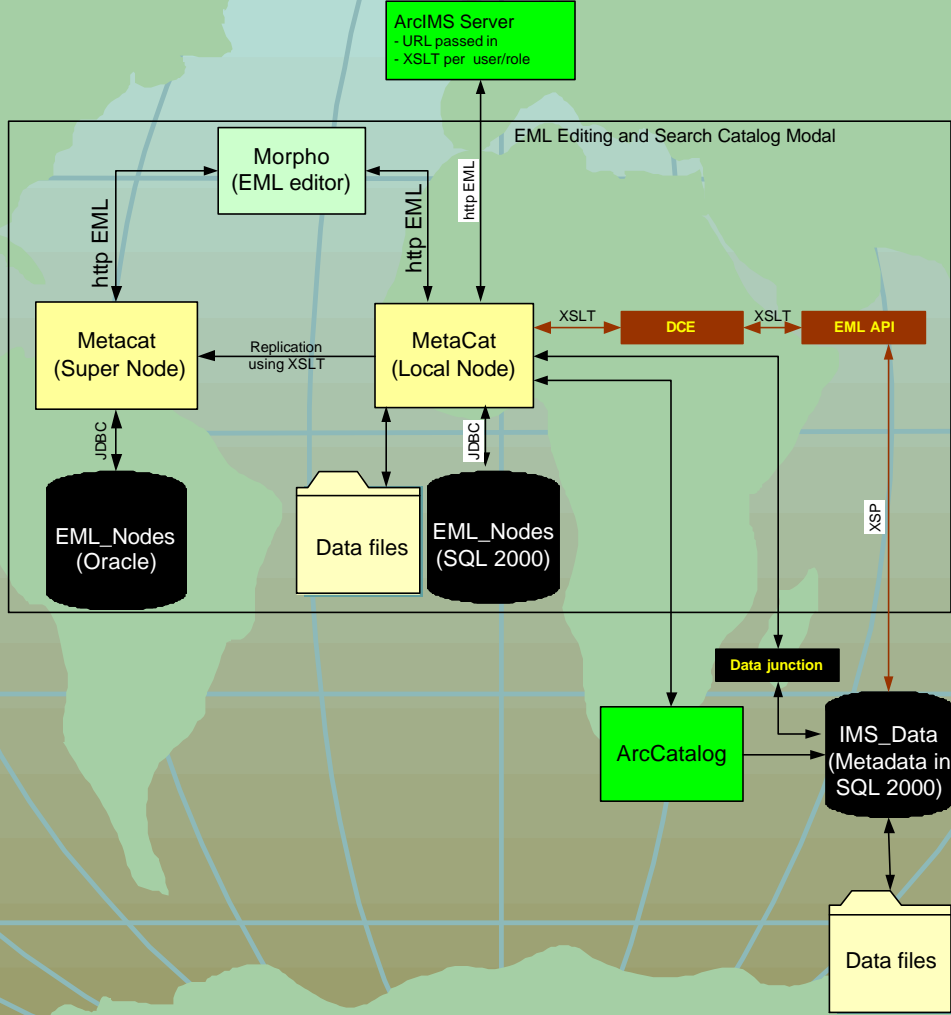 ArcIMS Server
- URL passed in
- XSLT per user/role
EML Editing and Search Catalog Modal
Morpho
(EML editor)
http EML
http EML
http EML
Metacat
(Super Node)
Replication
using XSLT
MetaCat
(Local Node)
XSLT
DCE
XSLT
EML API
JDBC
JDBC
XSP
EML_Nodes
(Oracle)
Data files
EML_Nodes
(SQL 2000)
Data junction
ArcCatalog
IMS_Data
(Metadata in
SQL 2000)
Data files